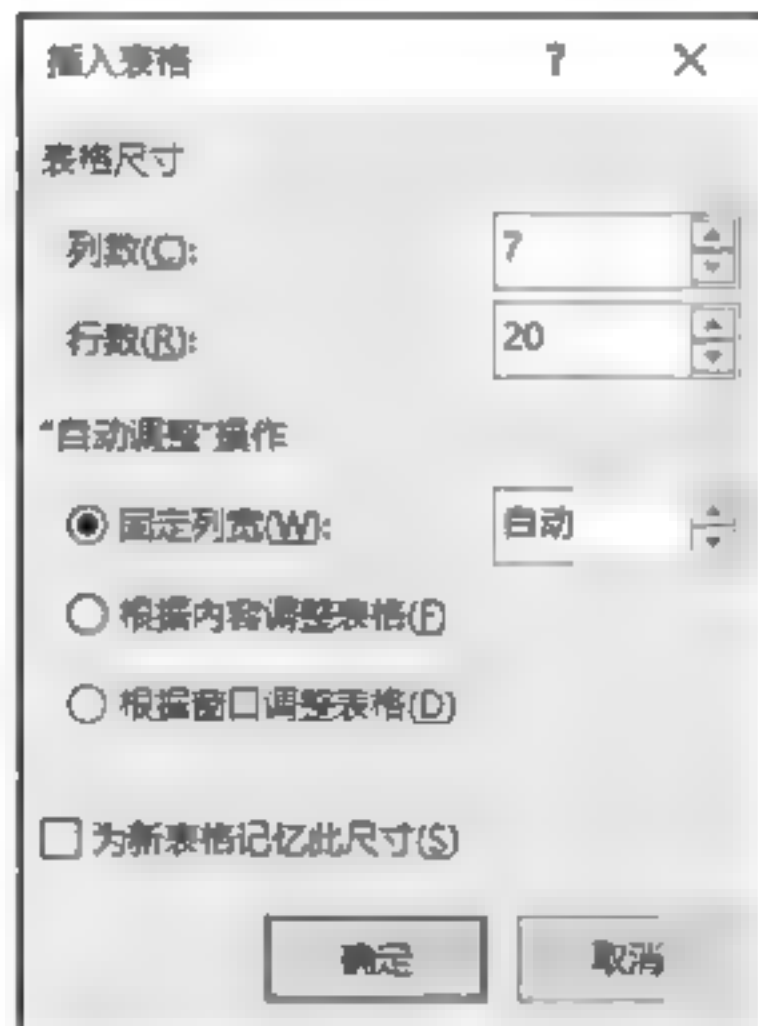 插入表格 ? ×
表格尺寸
列数(C): 7
行数(R): 20
“自动调整”操作
固定列宽(W): 自动
根据内容调整表格(F)
根据窗口调整表格(D)
为新表格记忆此尺寸(S)
确定 取消